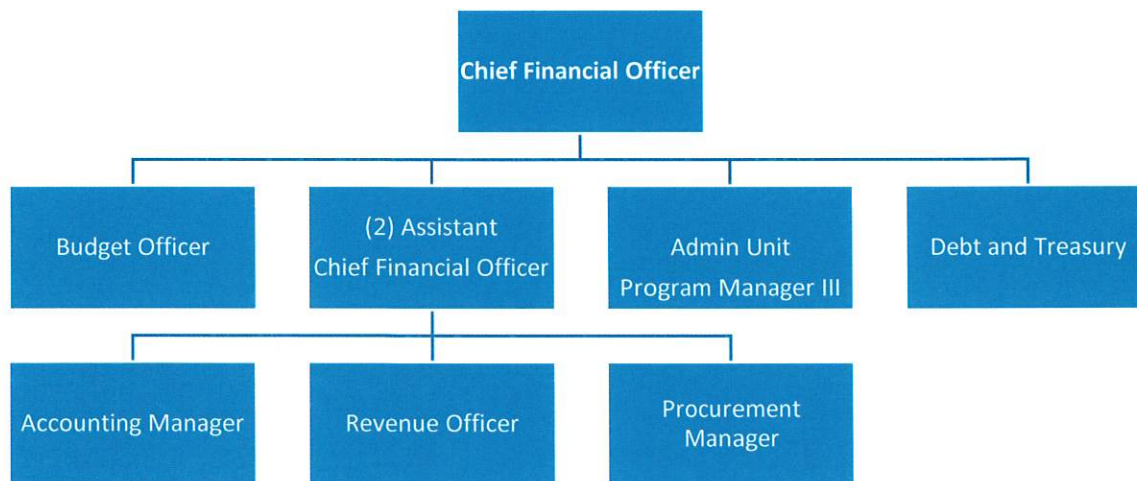 Chief Financial Officer
Budget Officer
(2) Assistant
Chief Financial Officer
Admin Unit
Program Manager III
Debt and Treasury
Accounting Manager
Revenue Officer
Procurement
Manager